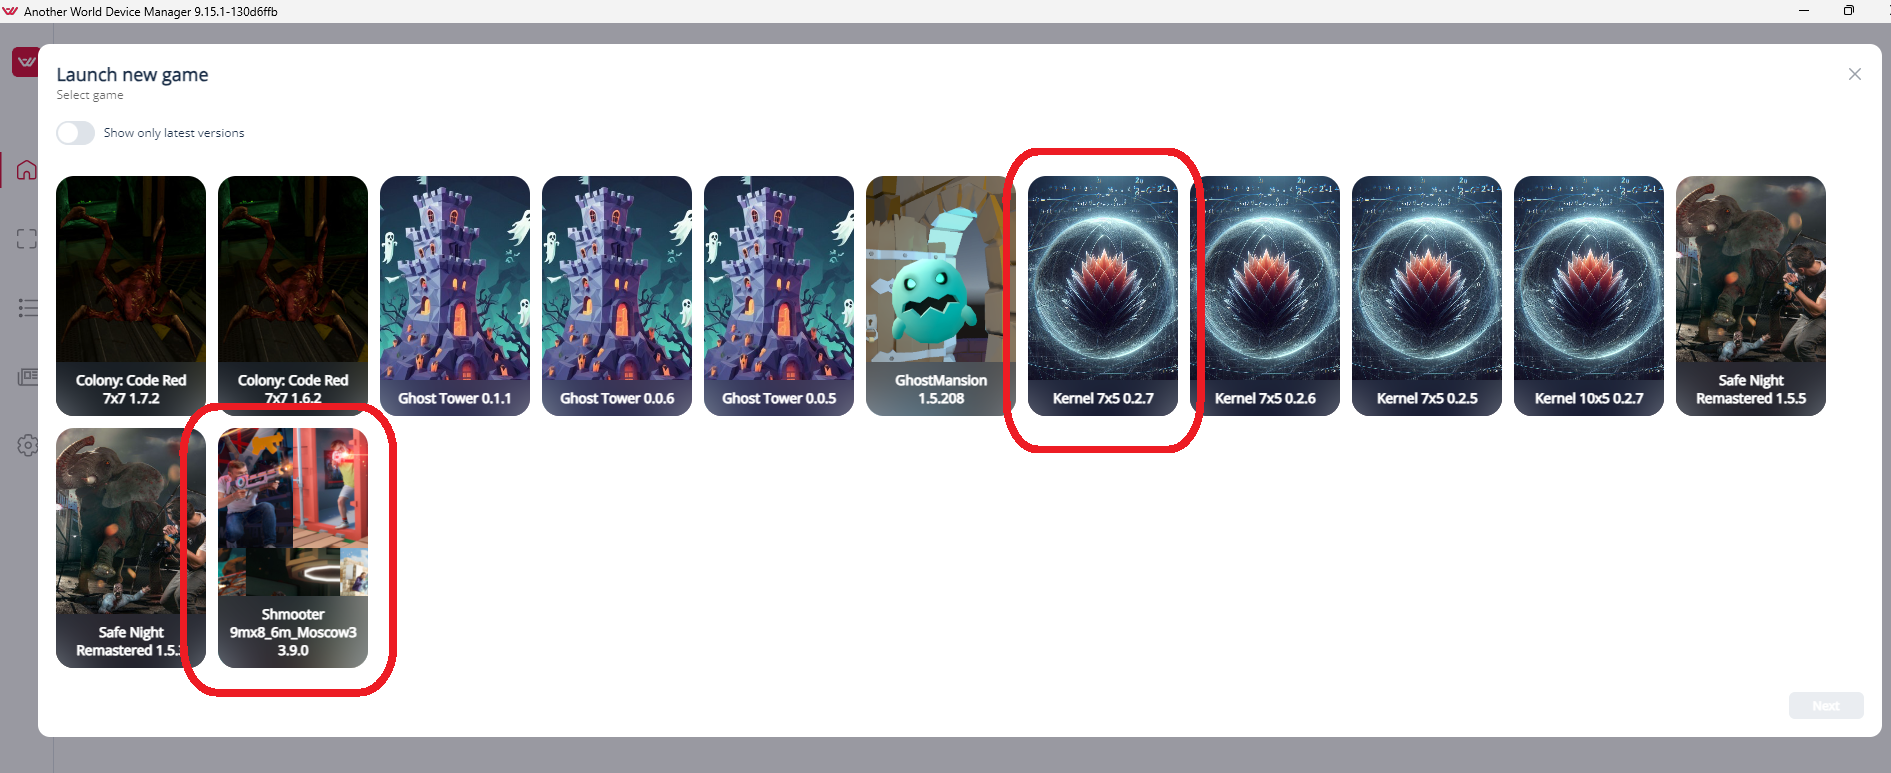 Another World Device Manager 9.15.1-130d6ffb
Launch new game
Select game
Show only latest versions
Colony: Code Red
7x7 1.7.2
Colony: Code Red
7x7 1.6.2
Ghost Tower 0.1.1
Ghost Tower 0.0.6
Ghost Tower 0.0.5
GhostMansion
1.5.208
Kernel 7x5 0.2.7
Kernel 7x5 0.2.6
Kernel 7x5 0.2.5
Kernel 10x5 0.2.7
Safe Night
Remastered 1.5.5
Safe Night
Remastered 1.5.
Shmooter
9mx8_6m_Moscow3
3.9.0
Next